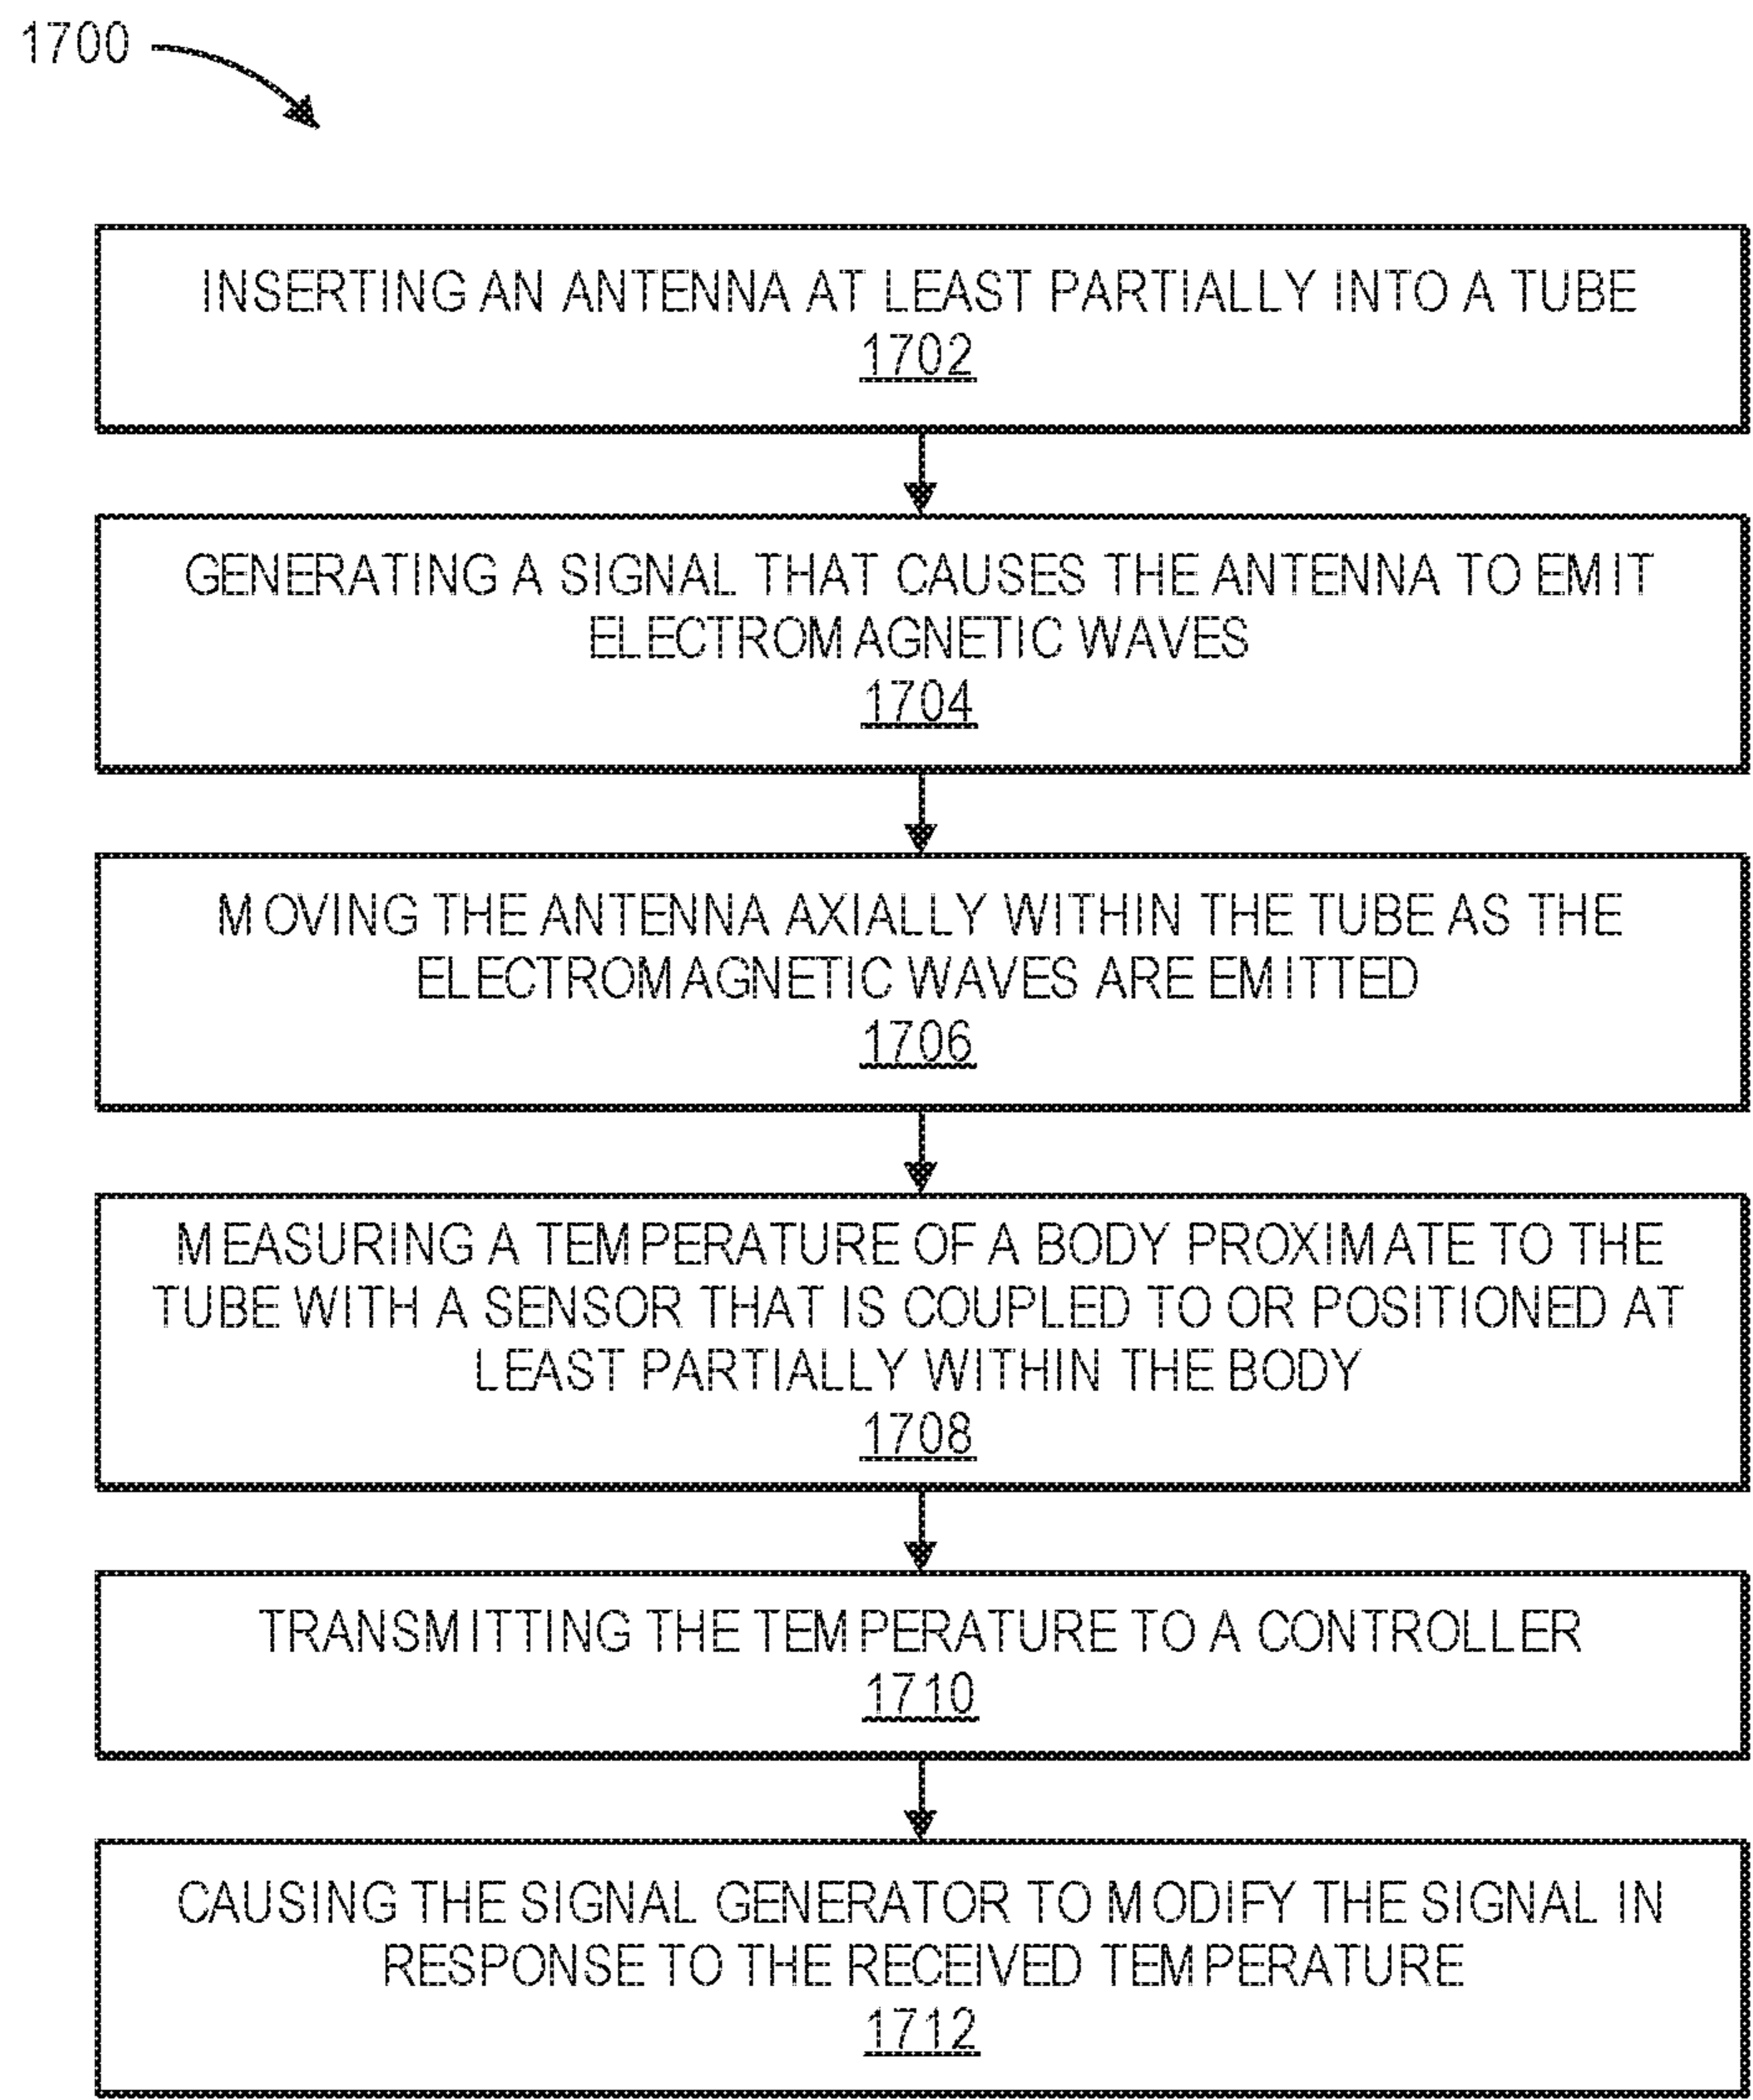 1700
INSERTING AN ANTENNA AT LEAST PARTIALLY INTO A TUBE
1702
GENERATING A SIGNAL THAT CAUSES THE ANTENNA TO EMIT
ELECTROMAGNETIC WAVES
1704
MOVING THE ANTENNA AXIALLY WITHIN THE TUBE AS THE
ELECTROMAGNETIC WAVES ARE EMITTED
1706
MEASURING A TEMPERATURE OF A BODY PROXIMATE TO THE
TUBE WITH A SENSOR THAT IS COUPLED TO OR POSITIONED AT
LEAST PARTIALLY WITHIN THE BODY
1708
TRANSMITTING THE TEMPERATURE TO A CONTROLLER
1710
CAUSING THE SIGNAL GENERATOR TO MODIFY THE SIGNAL IN
RESPONSE TO THE RECEIVED TEMPERATURE
1712